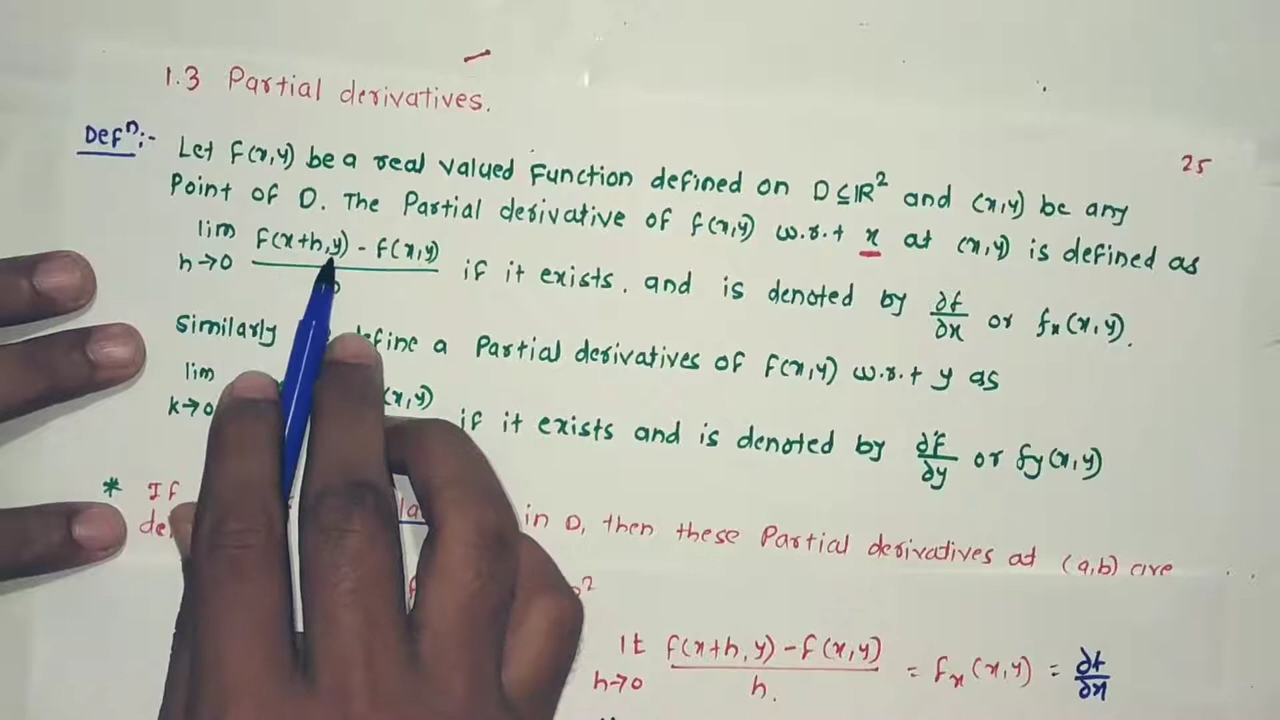 1.3 Partial derivatives.
Defⁿ:- Let f(x,y) be a real valued function defined on D⊆ℝ² and (x,y) be any
25
Point of D. The Partial derivative of f(x,y) w.r.t x at (x,y) is defined as
lim h→0 f(x+h,y) - f(x,y) if it exists. and is denoted by ∂f/∂x or fx(x,y).
Similarly define a Partial derivatives of f(x,y) w.r.t y as
lim k→0 (x,y) if it exists and is denoted by ∂f/∂y or fy(x,y)
* If in D, then these Partial derivatives at (a,b) are
lt h→0 f(x+h,y) - f(x,y) / h. = fx(x,y) = ∂f/∂x